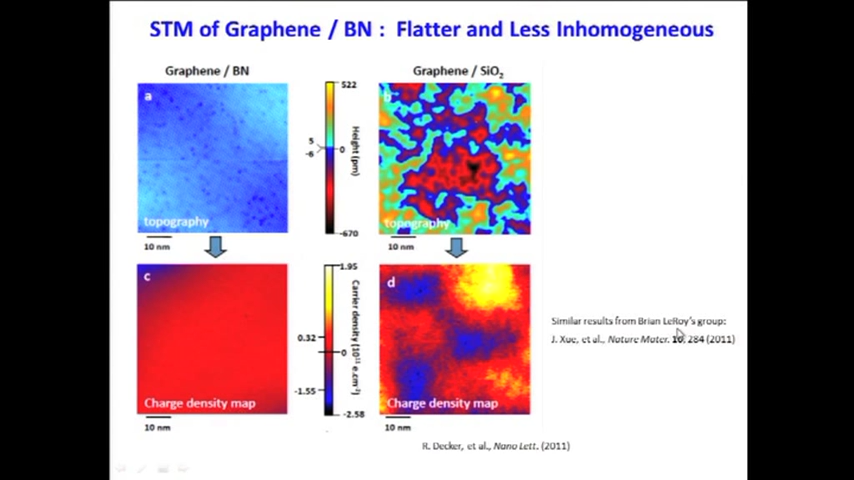 STM of Graphene / BN : Flatter and Less Inhomogeneous
Graphene / BN
Graphene / SiO₂
a
b
522
5
-6
0
Height (pm)
-670
topography
topography
10 nm
10 nm
c
d
1.95
0.32
0
-1.55
-2.58
Carrier density (10¹¹ e.cm⁻²)
Charge density map
Charge density map
10 nm
10 nm
Similar results from Brian LeRoy's group:
J. Xue, et al., Nature Mater. 10, 284 (2011)
R. Decker, et al., Nano Lett. (2011)